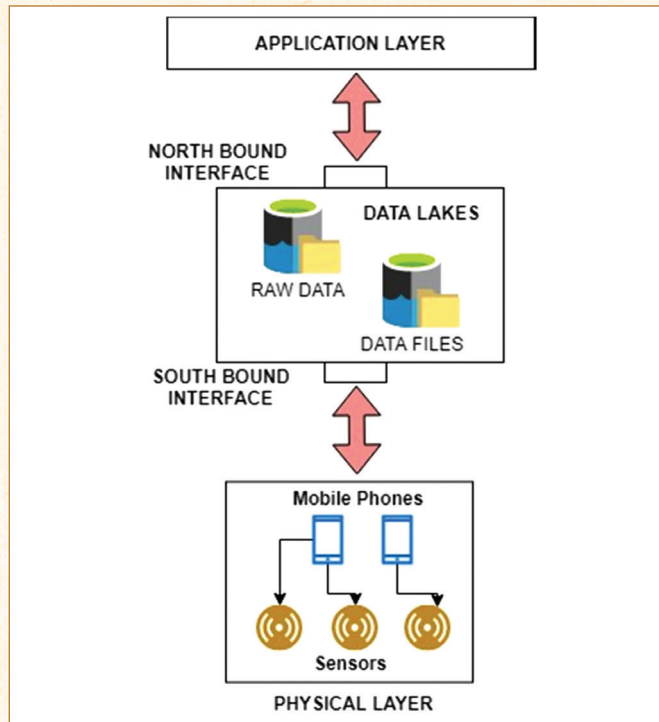 APPLICATION LAYER
NORTH BOUND
INTERFACE
DATA LAKES
RAW DATA
DATA FILES
SOUTH BOUND
INTERFACE
Mobile Phones
Sensors
PHYSICAL LAYER